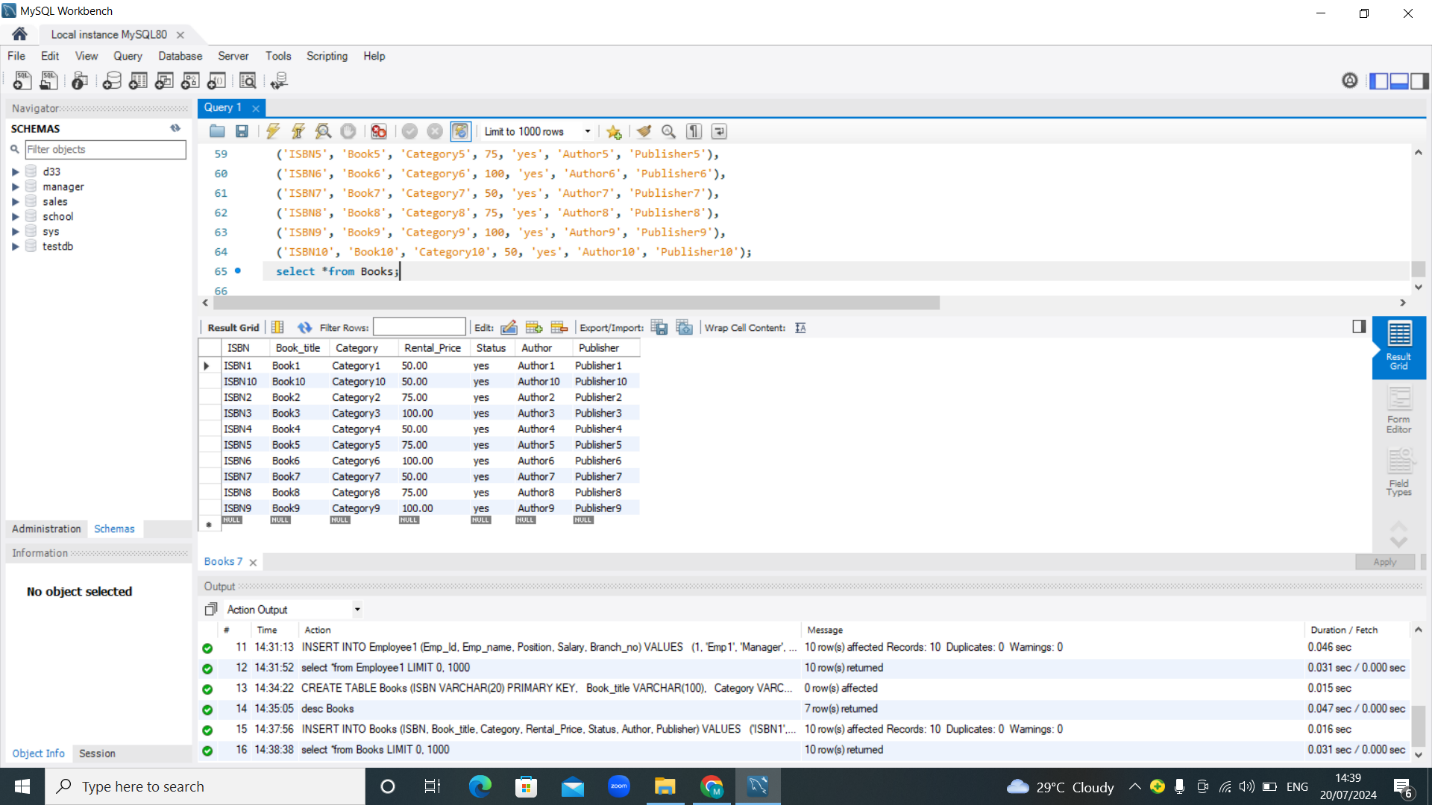 MySQL Workbench
Local instance MySQL80
File Edit View Query Database Server Tools Scripting Help
Navigator
SCHEMAS
Filter objects
d33
manager
sales
school
sys
testdb
Administration Schemas
Information
No object selected
Object Info Session
Query 1
Limit to 1000 rows
59 ('ISBN5', 'Book5', 'Category5', 75, 'yes', 'Author5', 'Publisher5'),
60 ('ISBN6', 'Book6', 'Category6', 100, 'yes', 'Author6', 'Publisher6'),
61 ('ISBN7', 'Book7', 'Category7', 50, 'yes', 'Author7', 'Publisher7'),
62 ('ISBN8', 'Book8', 'Category8', 75, 'yes', 'Author8', 'Publisher8'),
63 ('ISBN9', 'Book9', 'Category9', 100, 'yes', 'Author9', 'Publisher9'),
64 ('ISBN10', 'Book10', 'Category10', 50, 'yes', 'Author10', 'Publisher10');
65 select *from Books;
66
Result Grid Filter Rows: Edit: Export/Import: Wrap Cell Content:
ISBN Book_title Category Rental_Price Status Author Publisher
ISBN1 Book1 Category1 50.00 yes Author1 Publisher1
ISBN10 Book10 Category10 50.00 yes Author10 Publisher10
ISBN2 Book2 Category2 75.00 yes Author2 Publisher2
ISBN3 Book3 Category3 100.00 yes Author3 Publisher3
ISBN4 Book4 Category4 50.00 yes Author4 Publisher4
ISBN5 Book5 Category5 75.00 yes Author5 Publisher5
ISBN6 Book6 Category6 100.00 yes Author6 Publisher6
ISBN7 Book7 Category7 50.00 yes Author7 Publisher7
ISBN8 Book8 Category8 75.00 yes Author8 Publisher8
ISBN9 Book9 Category9 100.00 yes Author9 Publisher9
NULL NULL NULL NULL NULL NULL NULL
Result
Grid
Form
Editor
Field
Types
Books 7
Apply
Output
Action Output
# Time Action Message Duration / Fetch
11 14:31:13 INSERT INTO Employee1 (Emp_Id, Emp_name, Position, Salary, Branch_no) VALUES (1, 'Emp1', 'Manager', ... 10 row(s) affected Records: 10 Duplicates: 0 Warnings: 0 0.046 sec
12 14:31:52 select *from Employee1 LIMIT 0, 1000 10 row(s) returned 0.031 sec / 0.000 sec
13 14:34:22 CREATE TABLE Books (ISBN VARCHAR(20) PRIMARY KEY, Book_title VARCHAR(100), Category VARC... 0 row(s) affected 0.015 sec
14 14:35:05 desc Books 7 row(s) returned 0.047 sec / 0.000 sec
15 14:37:56 INSERT INTO Books (ISBN, Book_title, Category, Rental_Price, Status, Author, Publisher) VALUES ('ISBN1',... 10 row(s) affected Records: 10 Duplicates: 0 Warnings: 0 0.016 sec
16 14:38:38 select *from Books LIMIT 0, 1000 10 row(s) returned 0.031 sec / 0.000 sec
Type here to search
zoom
29°C Cloudy
ENG
14:39
20/07/2024
6